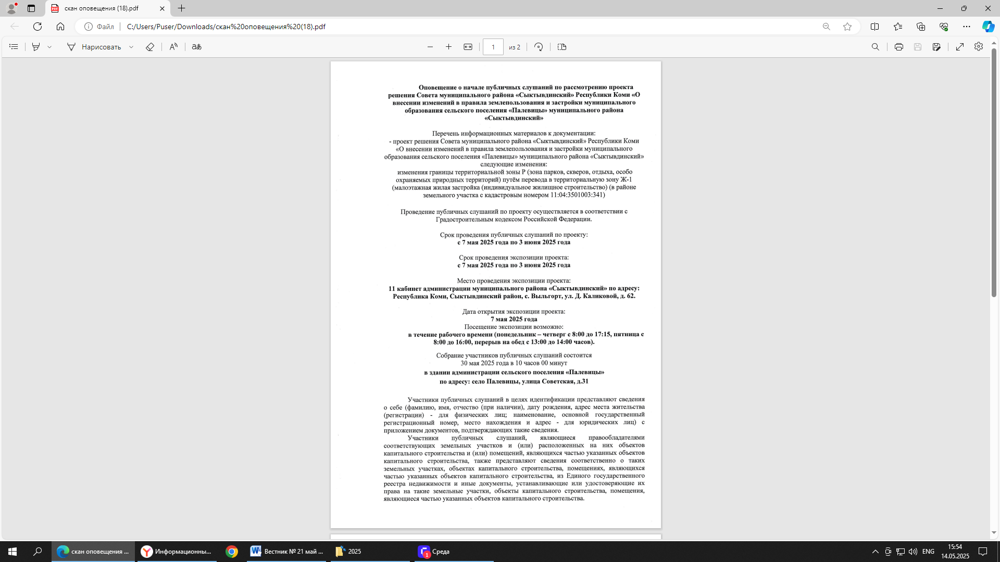 скан оповещения (18).pdf
Файл
C:/Users/Puser/Downloads/скан%20оповещения%20(18).pdf
Нарисовать
1 из 2
Оповещение о начале публичных слушаний по рассмотрению проекта
решения Совета муниципального района «Сыктывдинский» Республики Коми «О
внесении изменений в правила землепользования и застройки муниципального
образования сельского поселения «Палевицы» муниципального района
«Сыктывдинский»
Перечень информационных материалов к документации:
- проект решения Совета муниципального района «Сыктывдинский» Республики Коми
«О внесении изменений в правила землепользования и застройки муниципального
образования сельского поселения «Палевицы» муниципального района «Сыктывдинский»
следующие изменения:
изменения границы территориальной зоны Р (зона парков, скверов, отдыха, особо
охраняемых природных территорий) путём перевода в территориальную зону Ж-1
(малоэтажная жилая застройка (индивидуальное жилищное строительство) (в районе
земельного участка с кадастровым номером 11:04:3501003:341)
Проведение публичных слушаний по проекту осуществляется в соответствии с
Градостроительным кодексом Российской Федерации.
Срок проведения публичных слушаний по проекту:
с 7 мая 2025 года по 3 июня 2025 года
Срок проведения экспозиции проекта:
с 7 мая 2025 года по 3 июня 2025 года
Место проведения экспозиции проекта:
11 кабинет администрации муниципального района «Сыктывдинский» по адресу:
Республика Коми, Сыктывдинский район, с. Выльгорт, ул. Д. Каликовой, д. 62.
Дата открытия экспозиции проекта:
7 мая 2025 года
Посещение экспозиции возможно:
в течение рабочего времени (понедельник – четверг с 8:00 до 17:15, пятница с
8:00 до 16:00, перерыв на обед с 13:00 до 14:00 часов).
Собрание участников публичных слушаний состоится
30 мая 2025 года в 10 часов 00 минут
в здании администрации сельского поселения «Палевицы»
по адресу: село Палевицы, улица Советская, д.31
Участники публичных слушаний в целях идентификации представляют сведения
о себе (фамилию, имя, отчество (при наличии), дату рождения, адрес места жительства
(регистрации) - для физических лиц; наименование, основной государственный
регистрационный номер, место нахождения и адрес - для юридических лиц) с
приложением документов, подтверждающих такие сведения.
Участники публичных слушаний, являющиеся правообладателями
соответствующих земельных участков и (или) расположенных на них объектов
капитального строительства и (или) помещений, являющихся частью указанных объектов
капитального строительства, также представляют сведения соответственно о таких
земельных участках, объектах капитального строительства, помещениях, являющихся
частью указанных объектов капитального строительства, из Единого государственного
реестра недвижимости и иные документы, устанавливающие или удостоверяющие их
права на такие земельные участки, объекты капитального строительства, помещения,
являющиеся частью указанных объектов капитального строительства.
скан оповещения ...
Информационны...
Вестник № 21 май ...
2025
1
Среда
ENG
15:54
14.05.2025